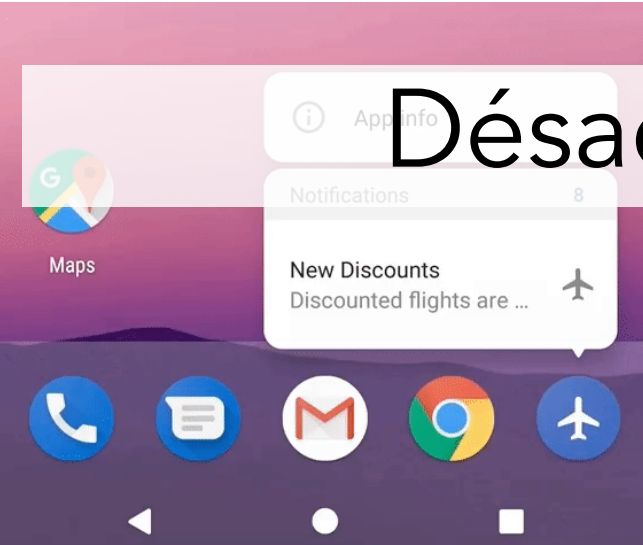 Désac
App info
Notifications 8
New Discounts
Discounted flights are ...
G
Maps